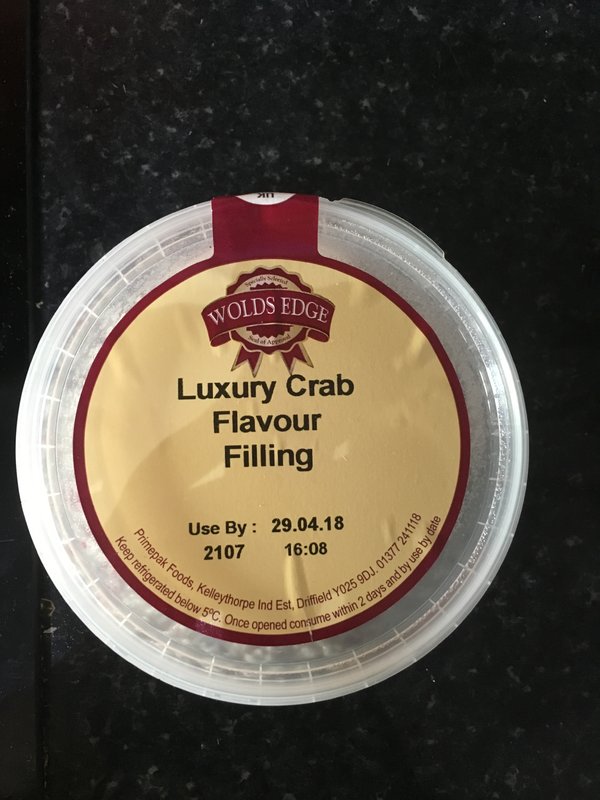 UK
Specially Selected
WOLDS EDGE
Seal of Approval
Luxury Crab
Flavour
Filling
Use By : 29.04.18
2107 16:08
Primepak Foods, Kelleythorpe Ind Est, Driffield YO25 9DJ. 01377 241118
Keep refrigerated below 5ºC. Once opened consume within 2 days and by use by date